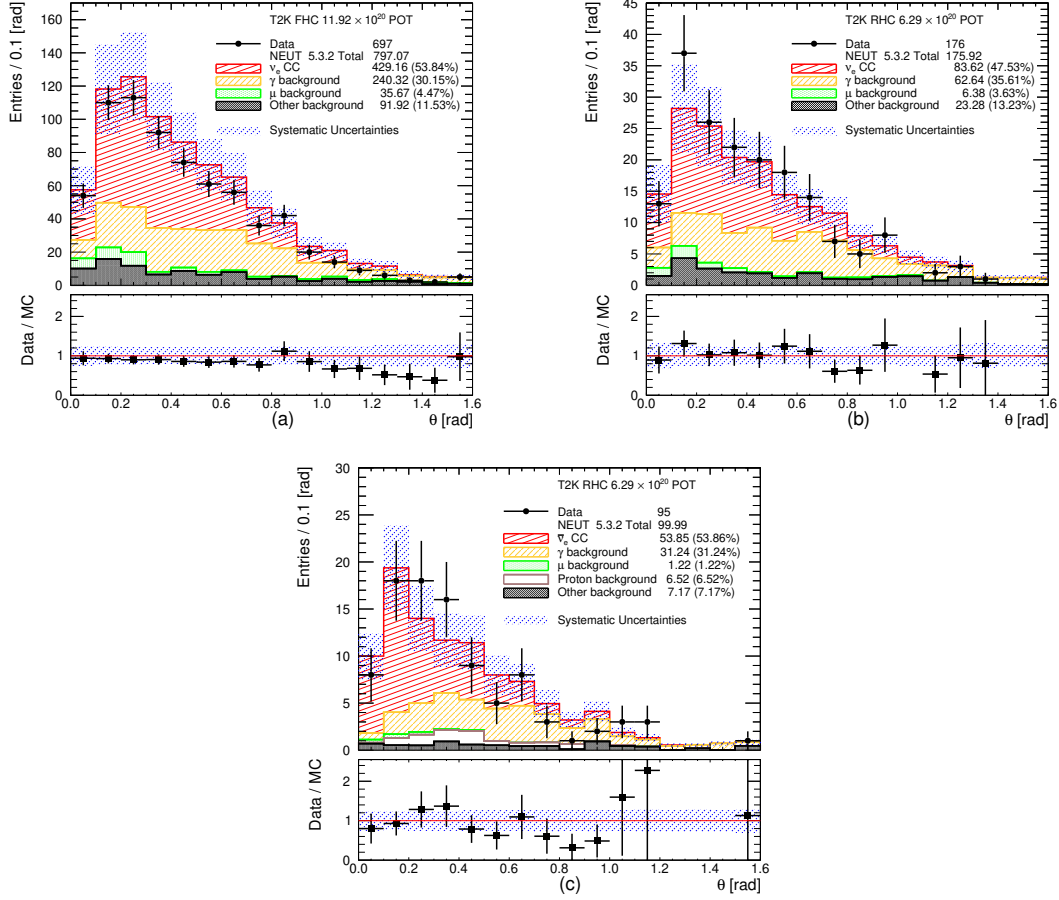 T2K FHC 11.92 × 10²⁰ POT
Data 697
NEUT 5.3.2 Total 797.07
νe CC 429.16 (53.84%)
γ background 240.32 (30.15%)
μ background 35.67 (4.47%)
Other background 91.92 (11.53%)
Systematic Uncertainties
Entries / 0.1 [rad]
160
140
120
100
80
60
40
20
0
Data / MC
2
1
0
0.0 0.2 0.4 0.6 0.8 1.0 1.2 1.4 1.6
(a)
θ [rad]
T2K RHC 6.29 × 10²⁰ POT
Data 176
NEUT 5.3.2 Total 175.92
νe CC 83.62 (47.53%)
γ background 62.64 (35.61%)
μ background 6.38 (3.63%)
Other background 23.28 (13.23%)
Systematic Uncertainties
Entries / 0.1 [rad]
45
40
35
30
25
20
15
10
5
0
Data / MC
2
1
0
0.0 0.2 0.4 0.6 0.8 1.0 1.2 1.4 1.6
(b)
θ [rad]
T2K RHC 6.29 × 10²⁰ POT
Data 95
NEUT 5.3.2 Total 99.99
ν̅e CC 53.85 (53.86%)
γ background 31.24 (31.24%)
μ background 1.22 (1.22%)
Proton background 6.52 (6.52%)
Other background 7.17 (7.17%)
Systematic Uncertainties
Entries / 0.1 [rad]
30
25
20
15
10
5
0
Data / MC
2
1
0
0.0 0.2 0.4 0.6 0.8 1.0 1.2 1.4 1.6
(c)
θ [rad]